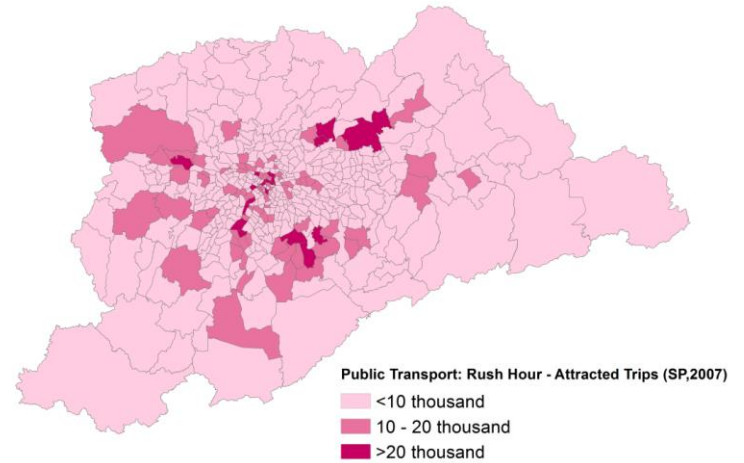 Public Transport: Rush Hour - Attracted Trips (SP,2007)
<10 thousand
10 - 20 thousand
>20 thousand